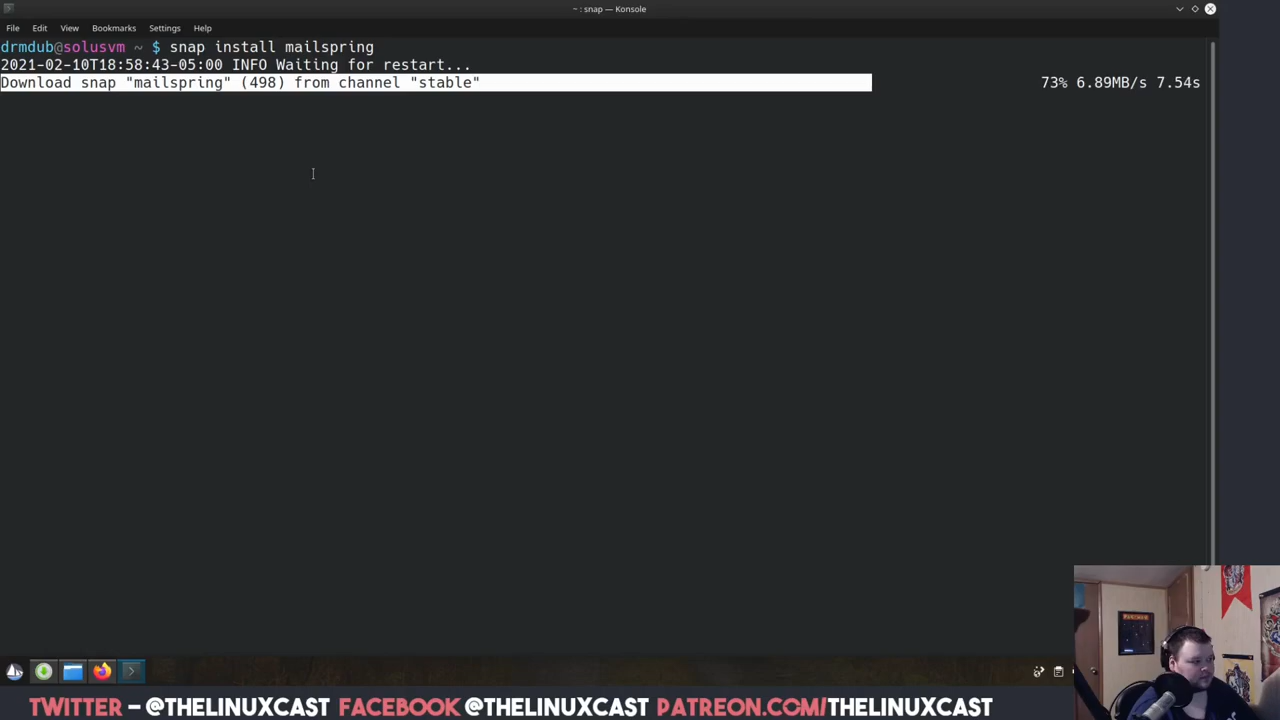 ~ : snap — Konsole
File Edit View Bookmarks Settings Help
drmdub@solusvm ~ $ snap install mailspring
2021-02-10T18:58:43-05:00 INFO Waiting for restart...
Download snap "mailspring" (498) from channel "stable" 73% 6.89MB/s 7.54s
TWITTER - @THELINUXCAST FACEBOOK @THELINUXCAST PATREON.COM/THELINUXCAST